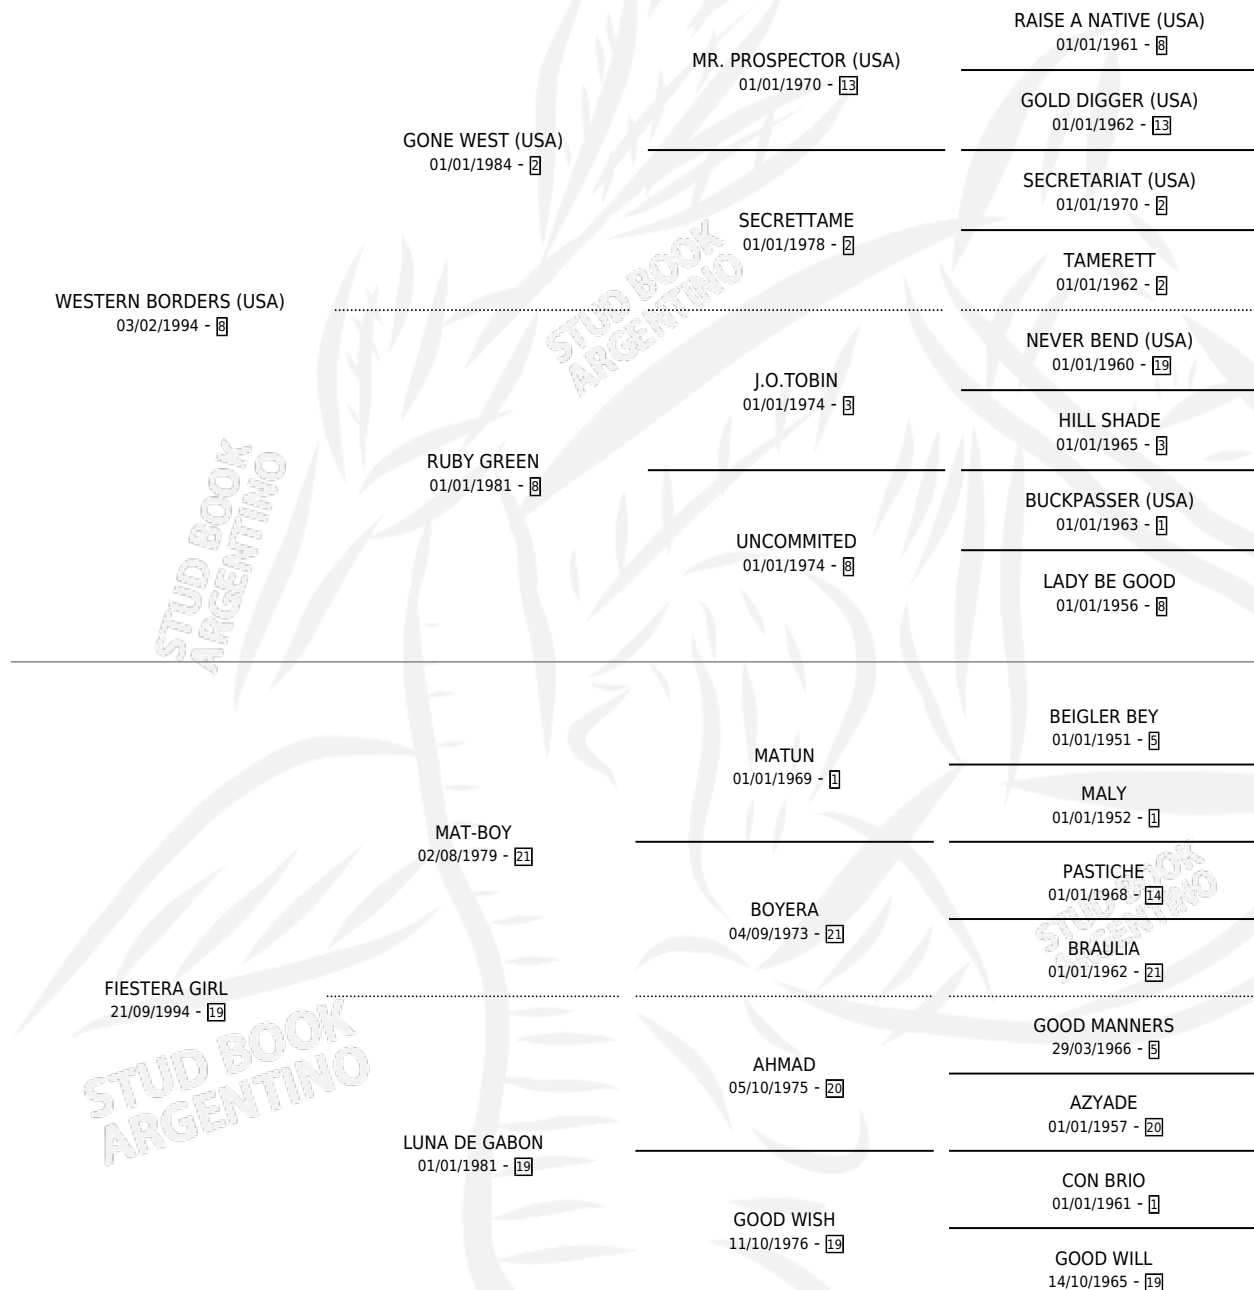 RAISE A NATIVE (USA)
01/01/1961 - 8
MR. PROSPECTOR (USA)
01/01/1970 - 13
GOLD DIGGER (USA)
01/01/1962 - 13
GONE WEST (USA)
01/01/1984 - 2
SECRETARIAT (USA)
01/01/1970 - 2
SECRETTAME
01/01/1978 - 2
TAMERETT
01/01/1962 - 2
WESTERN BORDERS (USA)
03/02/1994 - 8
NEVER BEND (USA)
01/01/1960 - 19
J.O.TOBIN
01/01/1974 - 3
HILL SHADE
01/01/1965 - 3
RUBY GREEN
01/01/1981 - 8
BUCKPASSER (USA)
01/01/1963 - 1
UNCOMMITED
01/01/1974 - 8
LADY BE GOOD
01/01/1956 - 8
BEIGLER BEY
01/01/1951 - 5
MATUN
01/01/1969 - 1
MALY
01/01/1952 - 1
MAT-BOY
02/08/1979 - 21
PASTICHE
01/01/1968 - 14
BOYERA
04/09/1973 - 21
BRAULIA
01/01/1962 - 21
FIESTERA GIRL
21/09/1994 - 19
GOOD MANNERS
29/03/1966 - 5
AHMAD
05/10/1975 - 20
AZYADE
01/01/1957 - 20
LUNA DE GABON
01/01/1981 - 19
CON BRIO
01/01/1961 - 1
GOOD WISH
11/10/1976 - 19
GOOD WILL
14/10/1965 - 19
STUD BOOK
ARGENTINO
STUD BOOK
ARGENTINO
STUD BOOK
ARGENTINO
STUD BOOK
ARGENTINO